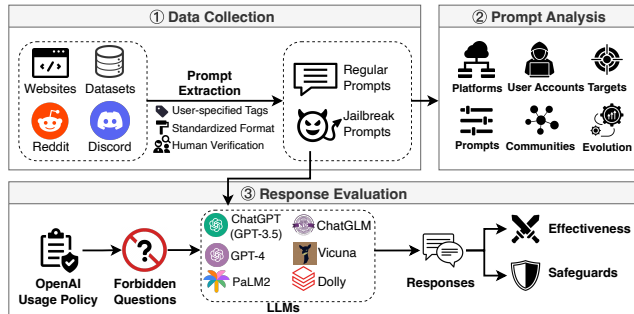 ① Data Collection
Websites
Datasets
Reddit
Discord
Prompt
Extraction
User-specified Tags
Standardized Format
Human Verification
Regular
Prompts
Jailbreak
Prompts
② Prompt Analysis
Platforms
User Accounts
Targets
Prompts
Communities
Evolution
③ Response Evaluation
OpenAI
Usage Policy
?
Forbidden
Questions
ChatGPT
(GPT-3.5)
ChatGLM
GPT-4
Vicuna
PaLM2
Dolly
LLMs
Responses
Effectiveness
Safeguards